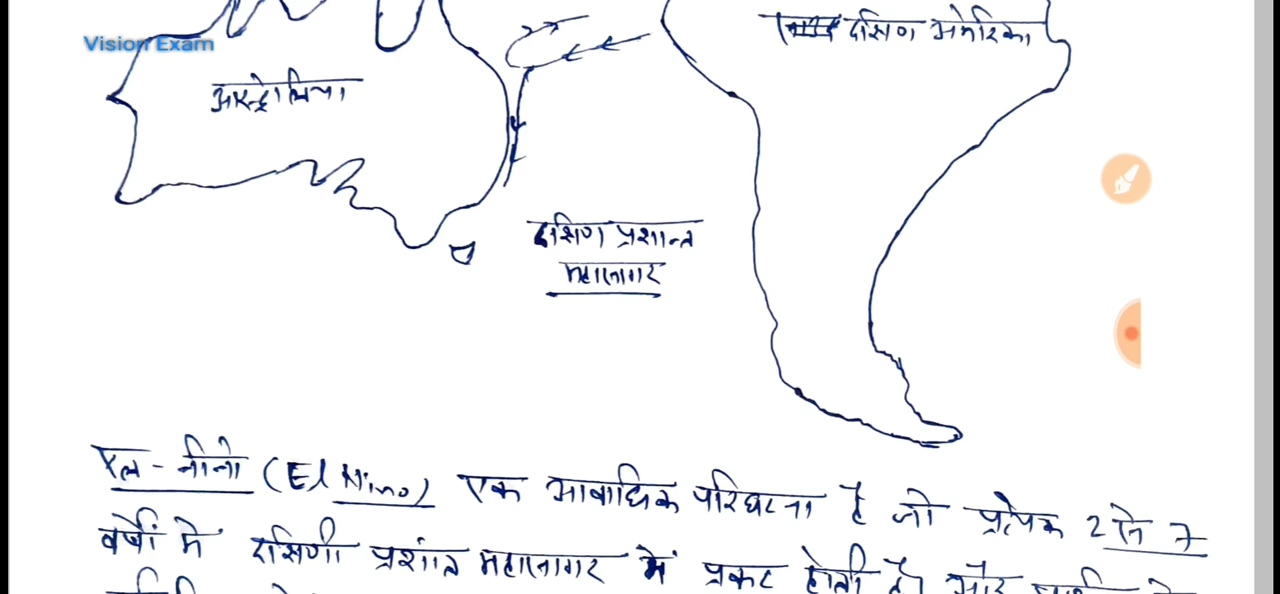 Vision Exam
दक्षिण अमेरिका
आस्ट्रेलिया
दक्षिण प्रशान्त
महासागर
एल-नीनो (El Nino) एक आवाधिक परिघटना है जो प्रत्येक 2 से 7
वर्षों में दक्षिणी प्रशांत महासागर में प्रकट होती है। और